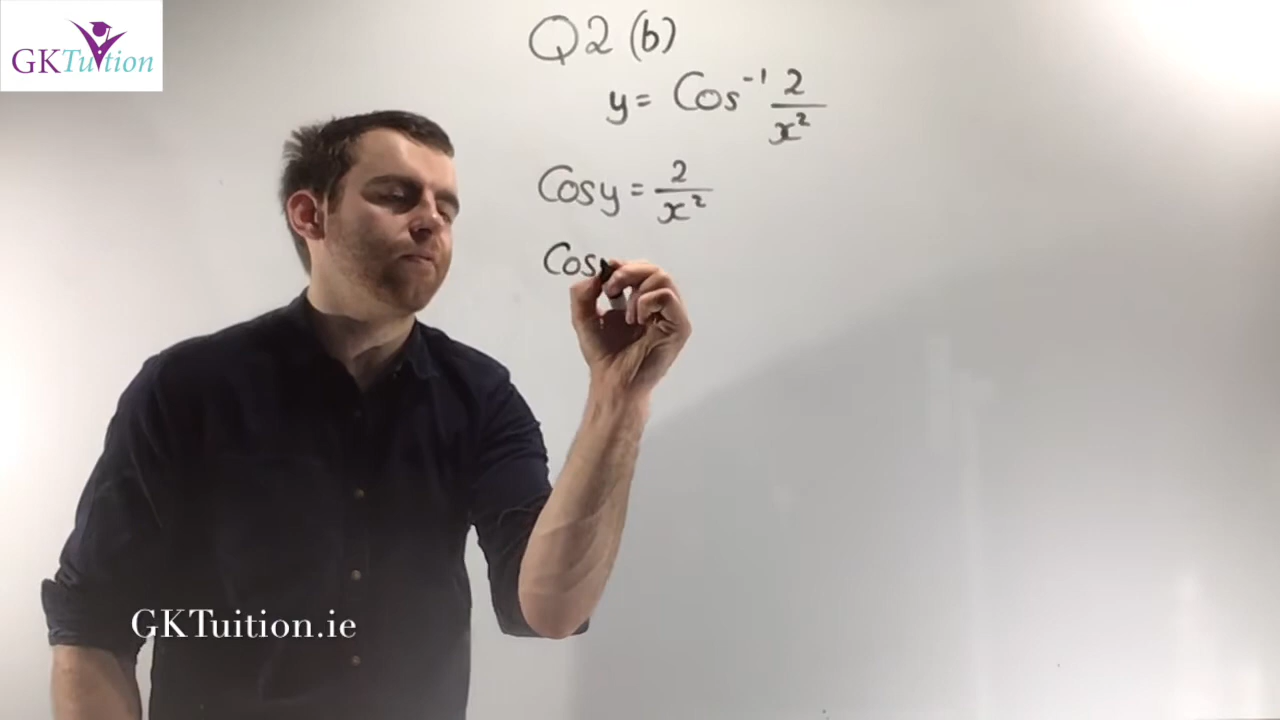 GKTuition
Q2 (b)
y = Cos⁻¹ 2/x²
Cosy = 2/x²
Cos
GKTuition.ie